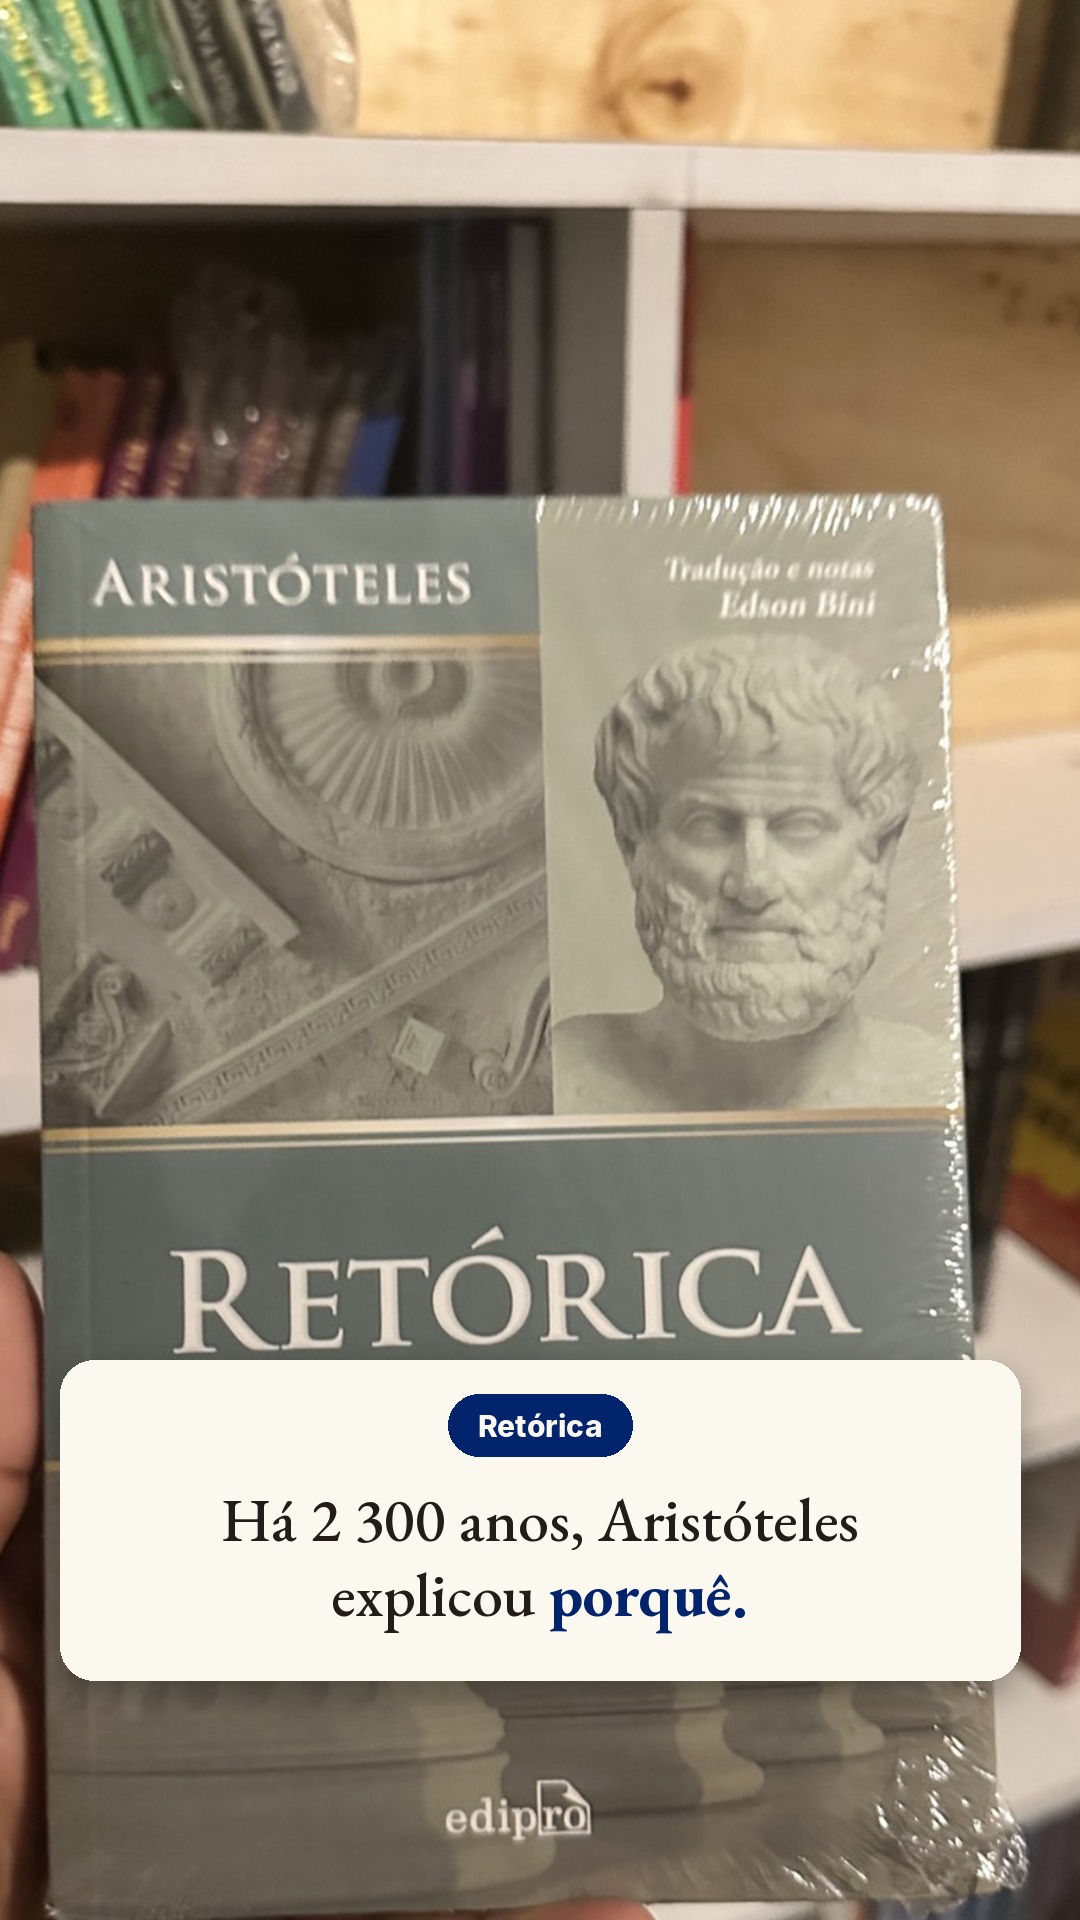 ARISTÓTELES
Tradução e notas
Edson Bini
RETÓRICA
Retórica
Há 2 300 anos, Aristóteles
explicou porquê.
edipro